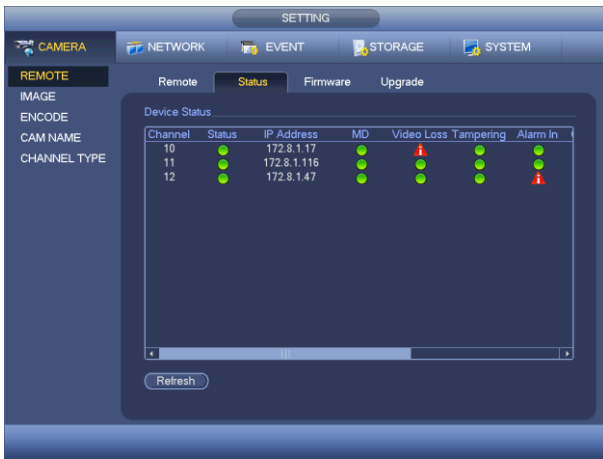 SETTING
CAMERA NETWORK EVENT STORAGE SYSTEM
REMOTE
IMAGE
ENCODE
CAM NAME
CHANNEL TYPE
Remote Status Firmware Upgrade
Device Status
Channel Status IP Address MD Video Loss Tampering Alarm In
10 172.8.1.17
11 172.8.1.116
12 172.8.1.47
Refresh